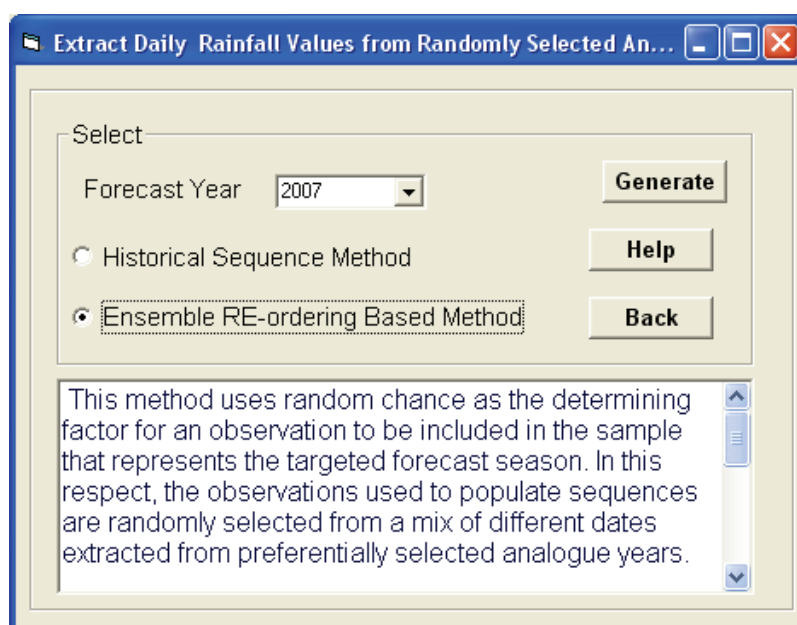 Extract Daily Rainfall Values from Randomly Selected An...
Select
Forecast Year 2007 Generate
Historical Sequence Method Help
Ensemble RE-ordering Based Method Back
This method uses random chance as the determining
factor for an observation to be included in the sample
that represents the targeted forecast season. In this
respect, the observations used to populate sequences
are randomly selected from a mix of different dates
extracted from preferentially selected analogue years.